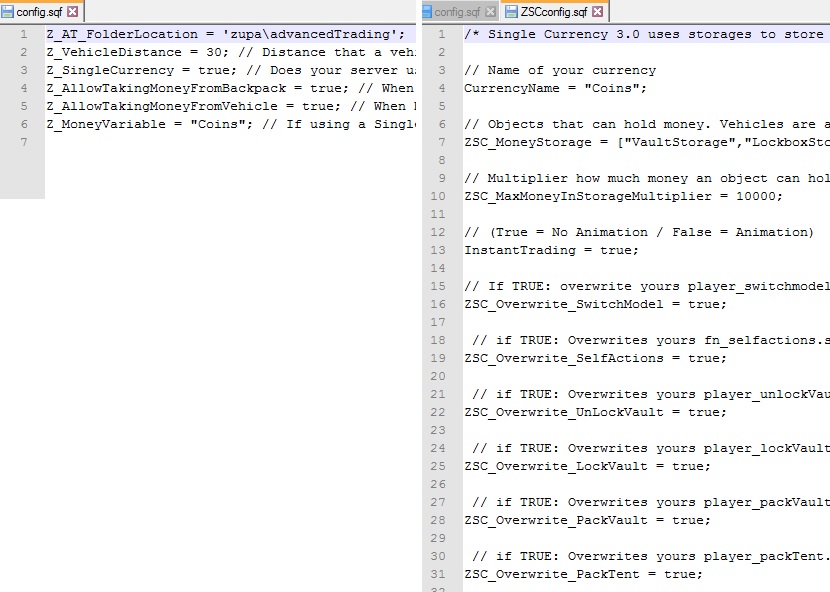 config.sqf
1 Z_AT_FolderLocation = 'zupa\advancedTrading';
2 Z_VehicleDistance = 30; // Distance that a
3 Z_SingleCurrency = true; // Does your server
4 Z_AllowTakingMoneyFromBackpack = true; // When
5 Z_AllowTakingMoneyFromVehicle = true; // When
6 Z_MoneyVariable = "Coins"; // If using a
7
config.sqf ZSCconfig.sqf
1 /* Single Currency 3.0 uses storages to store
2
3 // Name of your currency
4 CurrencyName = "Coins";
5
6 // Objects that can hold money. Vehicles are
7 ZSC_MoneyStorage = ["VaultStorage",
8
9 // Multiplier how much money an object can
10 ZSC_MaxMoneyInStorageMultiplier = 10000;
11
12 // (True = No Animation / False = Animation)
13 InstantTrading = true;
14
15 // If TRUE: overwrite yours player_switchmodel
16 ZSC_Overwrite_SwitchModel = true;
17
18 // if TRUE: Overwrites yours fn_selfactions.s
19 ZSC_Overwrite_SelfActions = true;
20
21 // if TRUE: Overwrites yours player_unlockVau
22 ZSC_Overwrite_UnLockVault = true;
23
24 // if TRUE: Overwrites yours player_lockVault
25 ZSC_Overwrite_LockVault = true;
26
27 // if TRUE: Overwrites yours player_packVault
28 ZSC_Overwrite_PackVault = true;
29
30 // if TRUE: Overwrites yours player_packTent.
31 ZSC_Overwrite_PackTent = true;